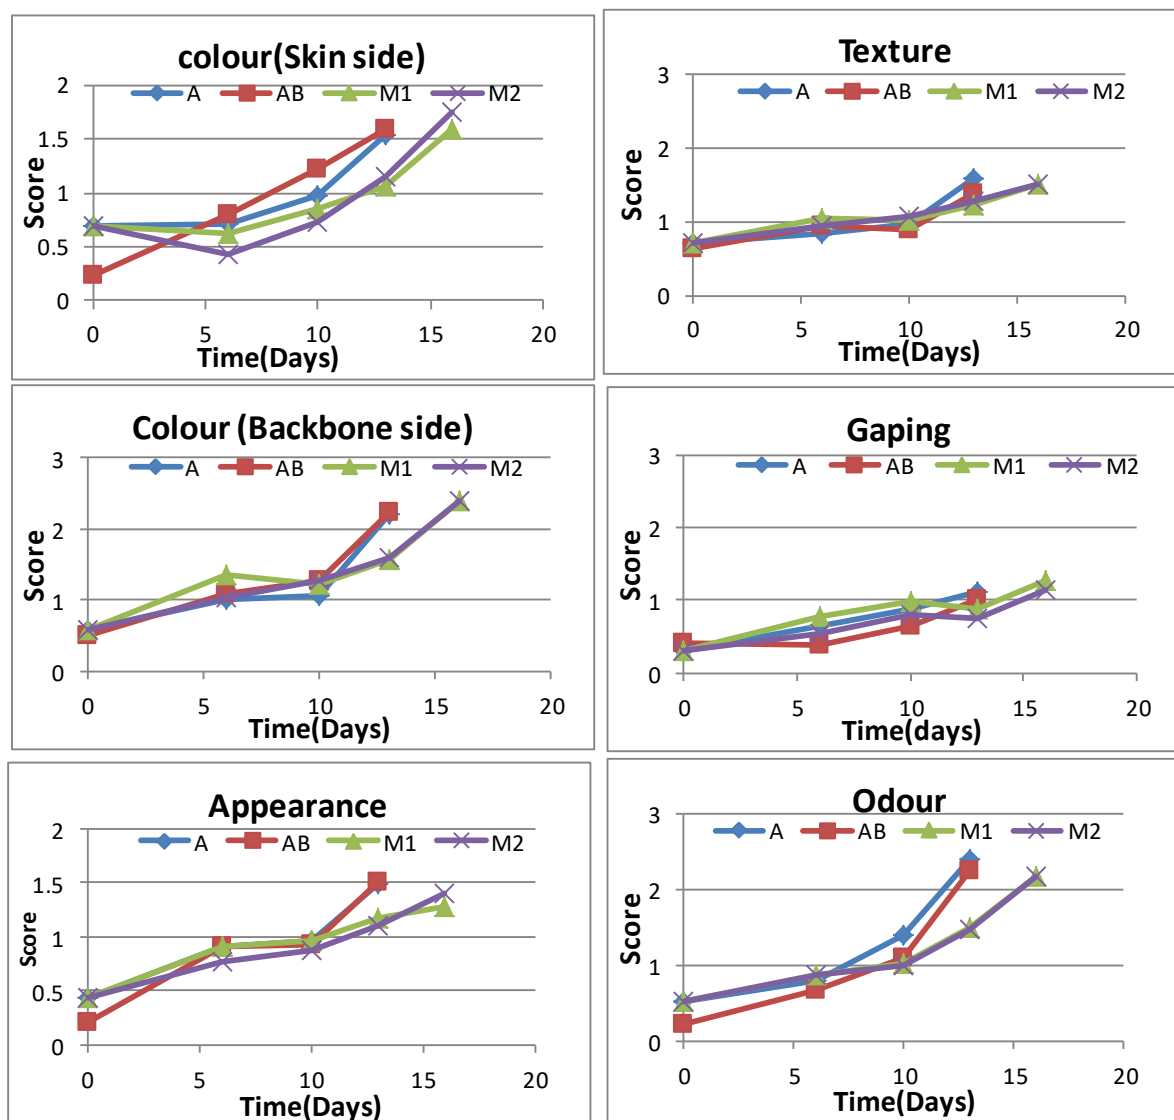 colour(Skin side)
A AB M1 M2
2
1.5
1
0.5
0
Score
0 5 10 15 20
Time(Days)
Texture
A AB M1 M2
3
2
1
0
Score
0 5 10 15 20
Time(Days)
Colour (Backbone side)
A AB M1 M2
3
2
1
0
Score
0 5 10 15 20
Time(Days)
Gaping
A AB M1 M2
3
2
1
0
Score
0 5 10 15 20
Time(days)
Appearance
A AB M1 M2
2
1.5
1
0.5
0
Score
0 5 10 15 20
Time(Days)
Odour
A AB M1 M2
3
2
1
0
Score
0 5 10 15 20
Time(Days)